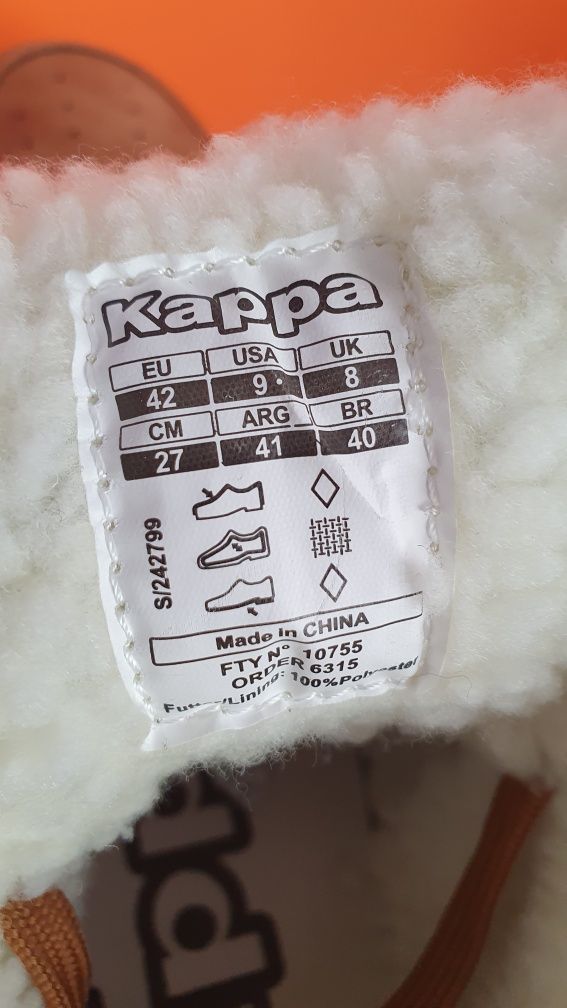 Kappa
EU USA UK
42 9 8
CM ARG BR
27 41 40
S/242799
Made in CHINA
FTY Nº 10755
ORDER 6315
Lining: 100%Polyester